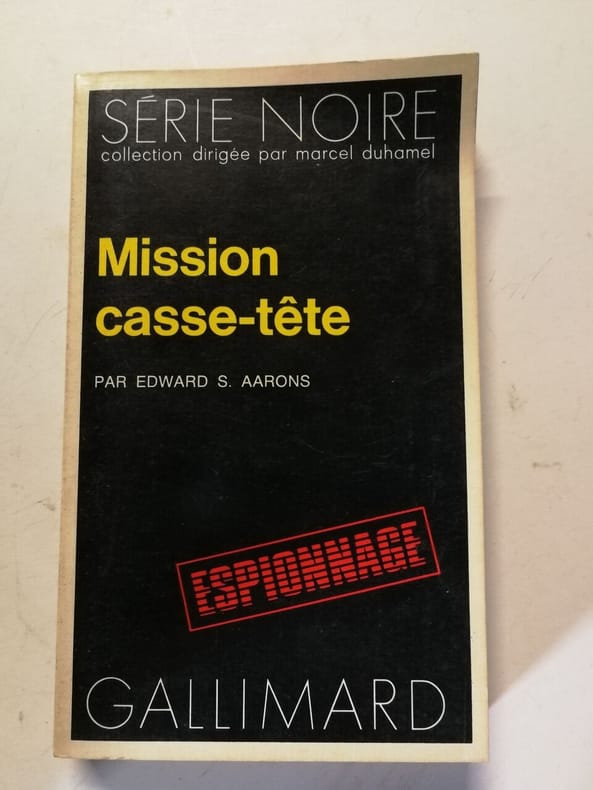 SÉRIE NOIRE
collection dirigée par marcel duhamel
Mission
casse-tête
PAR EDWARD S. AARONS
ESPIONNAGE
GALLIMARD